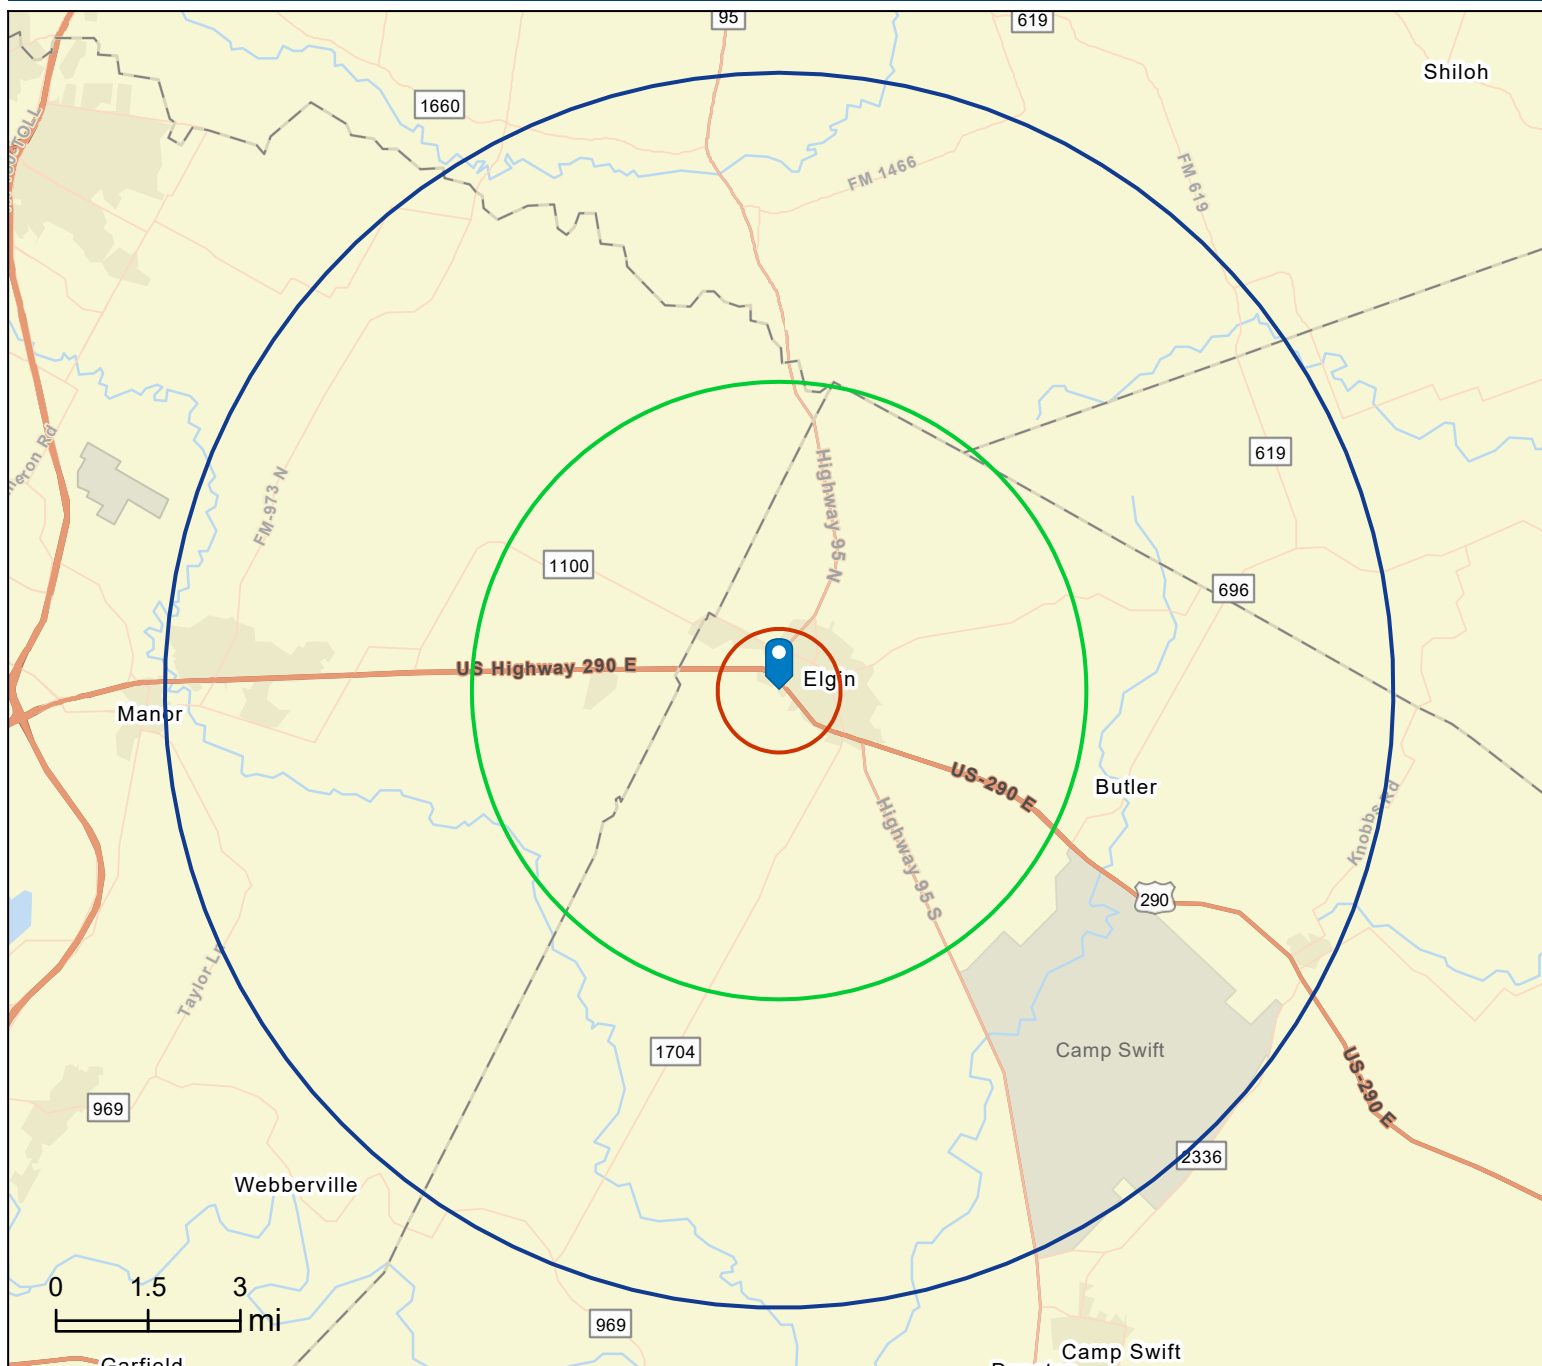 95
619
Shiloh
1660
TOLL
FM 1466
FM 619
Highway 95 N
619
FM-973 N
1100
696
US Highway 290 E
Elgin
Manor
US-290 E
Butler
Highway 95 S
Knobbs Rd
290
Taylor Ln
1704
Camp Swift
US-290 E
969
2336
Webberville
0 1.5 3
mi
969
Camp Swift
Garfield